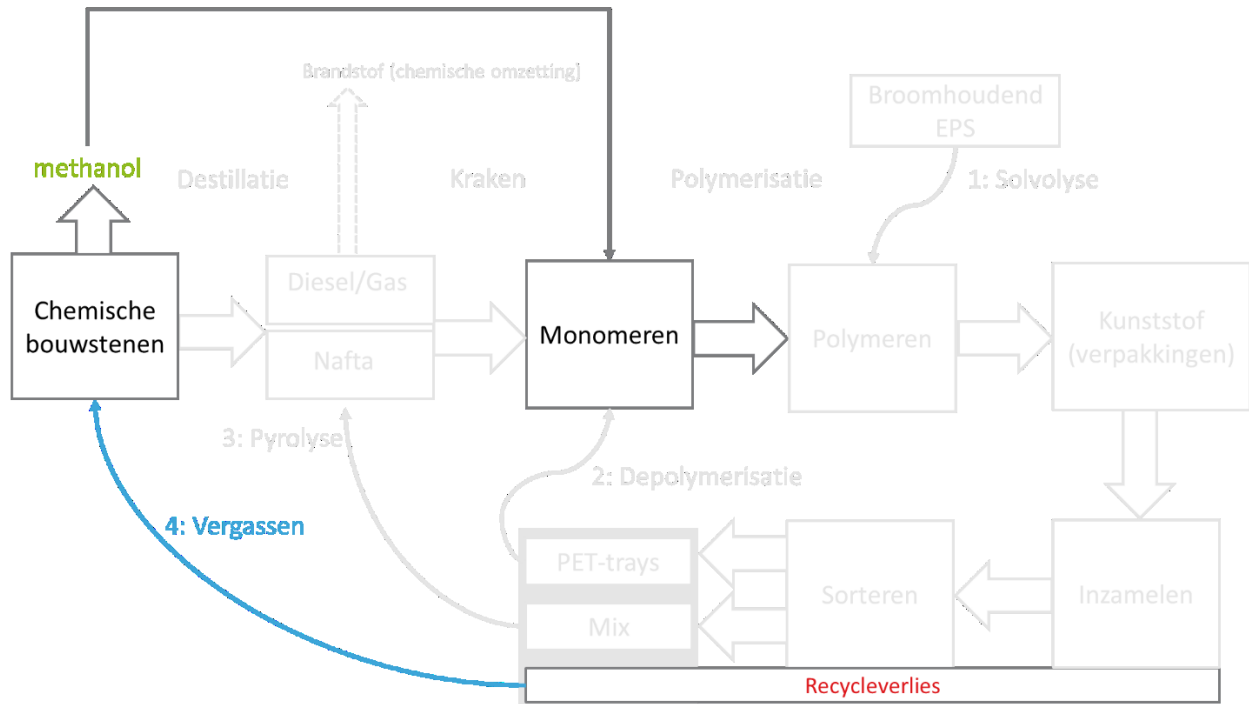 Brandstof (chemische omzetting)
Broomhoudend
EPS
methanol
Destillatie
Kraken
Polymerisatie
1: Solvolyse
Chemische
bouwstenen
Diesel/Gas
Nafta
Monomeren
Polymeren
Kunststof
(verpakkingen)
3: Pyrolyse
2: Depolymerisatie
4: Vergassen
PET-trays
Mix
Sorteren
Inzamelen
Recycleverlies